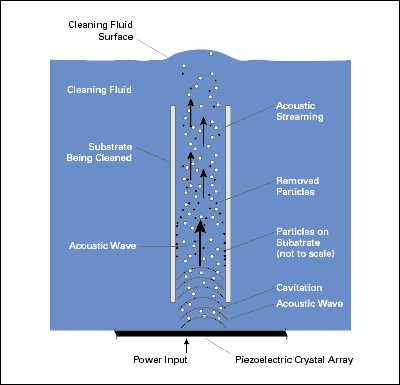 Cleaning Fluid
Surface
Cleaning Fluid
Acoustic
Streaming
Substrate
Being Cleaned
Removed
Particles
Acoustic Wave
Particles on
Substrate
(not to scale)
Cavitation
Acoustic Wave
Power Input
Piezoelectric Crystal Array